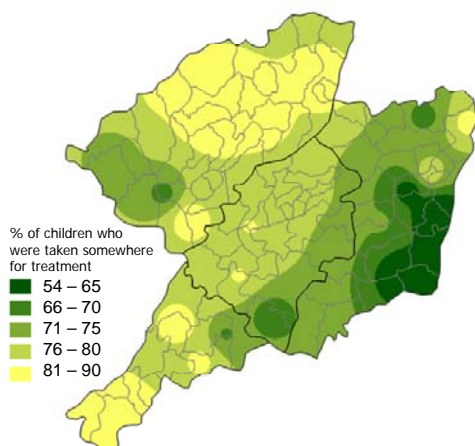 % of children who
were taken somewhere
for treatment
54 – 65
66 – 70
71 – 75
76 – 80
81 – 90